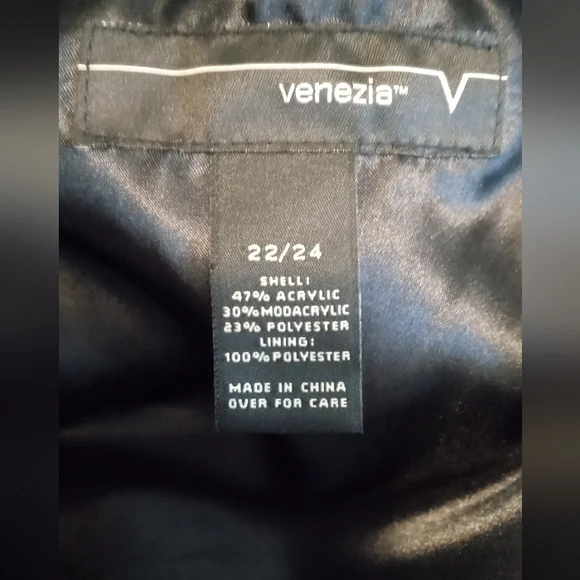 venezia™
22/24
SHELL:
47% ACRYLIC
30% MODACRYLIC
23% POLYESTER
LINING:
100% POLYESTER
MADE IN CHINA
OVER FOR CARE